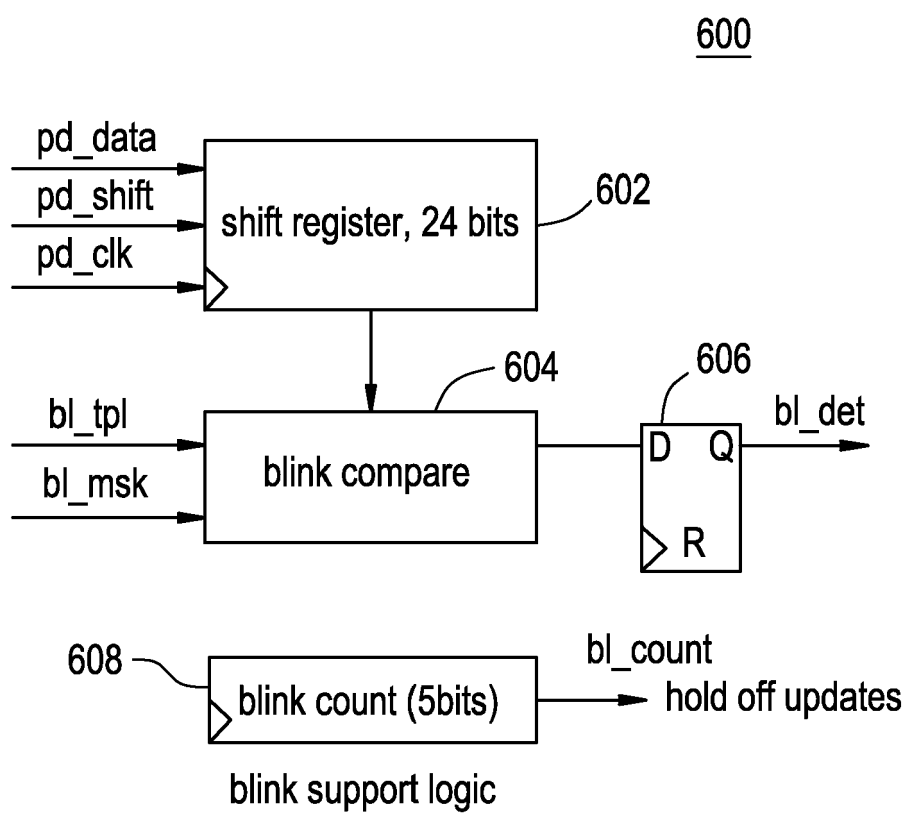 600
pd_data
pd_shift
pd_clk
shift register, 24 bits
602
604
606
bl_tpl
bl_msk
blink compare
D Q
R
bl_det
608
blink count (5bits)
bl_count
hold off updates
blink support logic